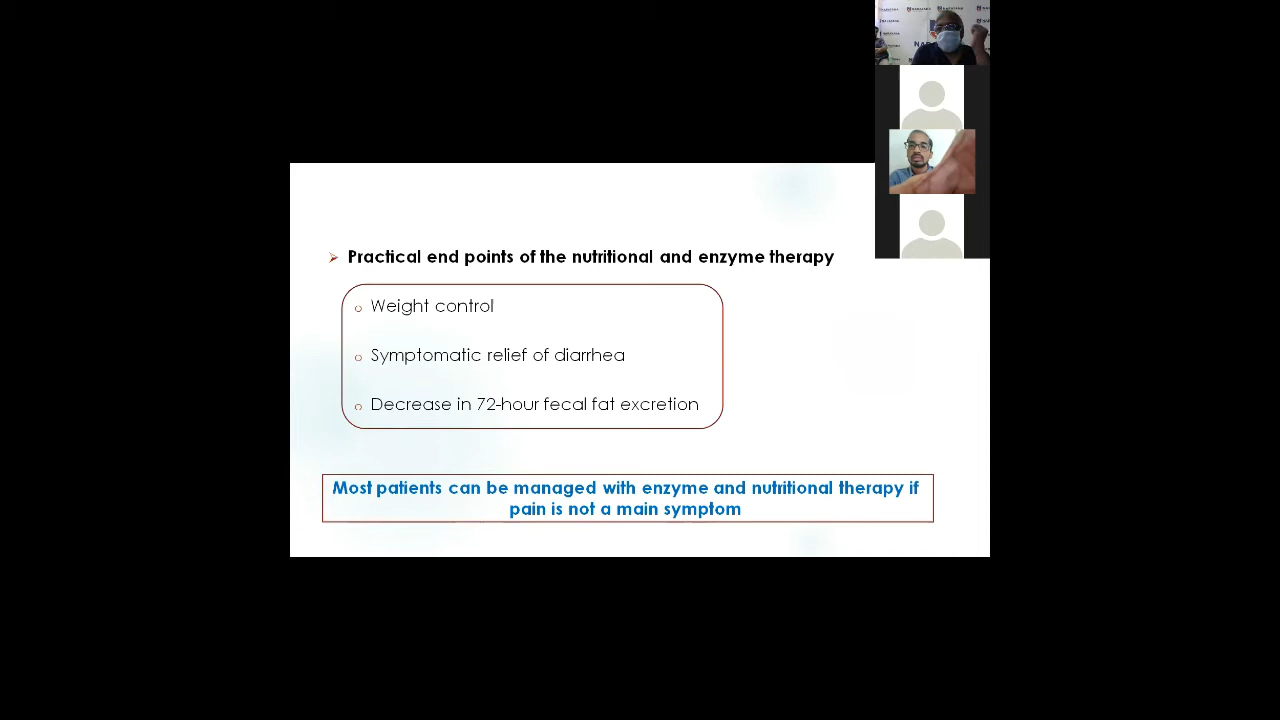 Practical end points of the nutritional and enzyme therapy
Weight control
Symptomatic relief of diarrhea
Decrease in 72-hour fecal fat excretion
Most patients can be managed with enzyme and nutritional therapy if
pain is not a main symptom